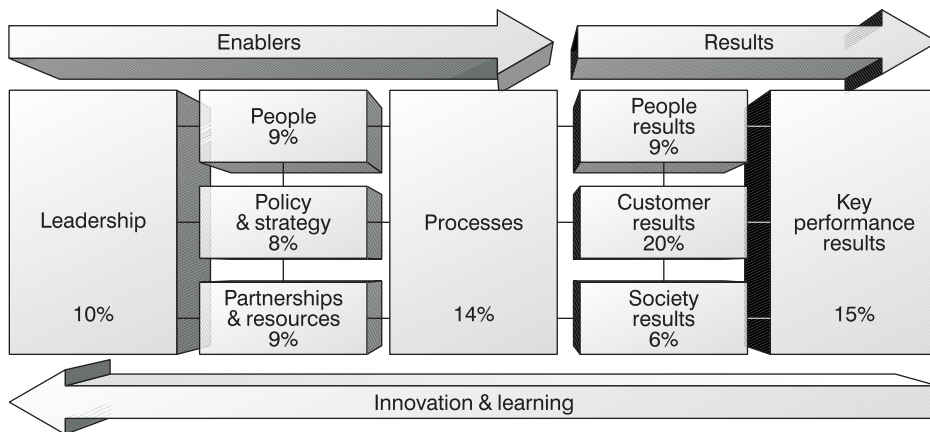 Enablers
Results
Leadership
10%
People
9%
Policy
& strategy
8%
Partnerships
& resources
9%
Processes
14%
People
results
9%
Customer
results
20%
Society
results
6%
Key
performance
results
15%
Innovation & learning